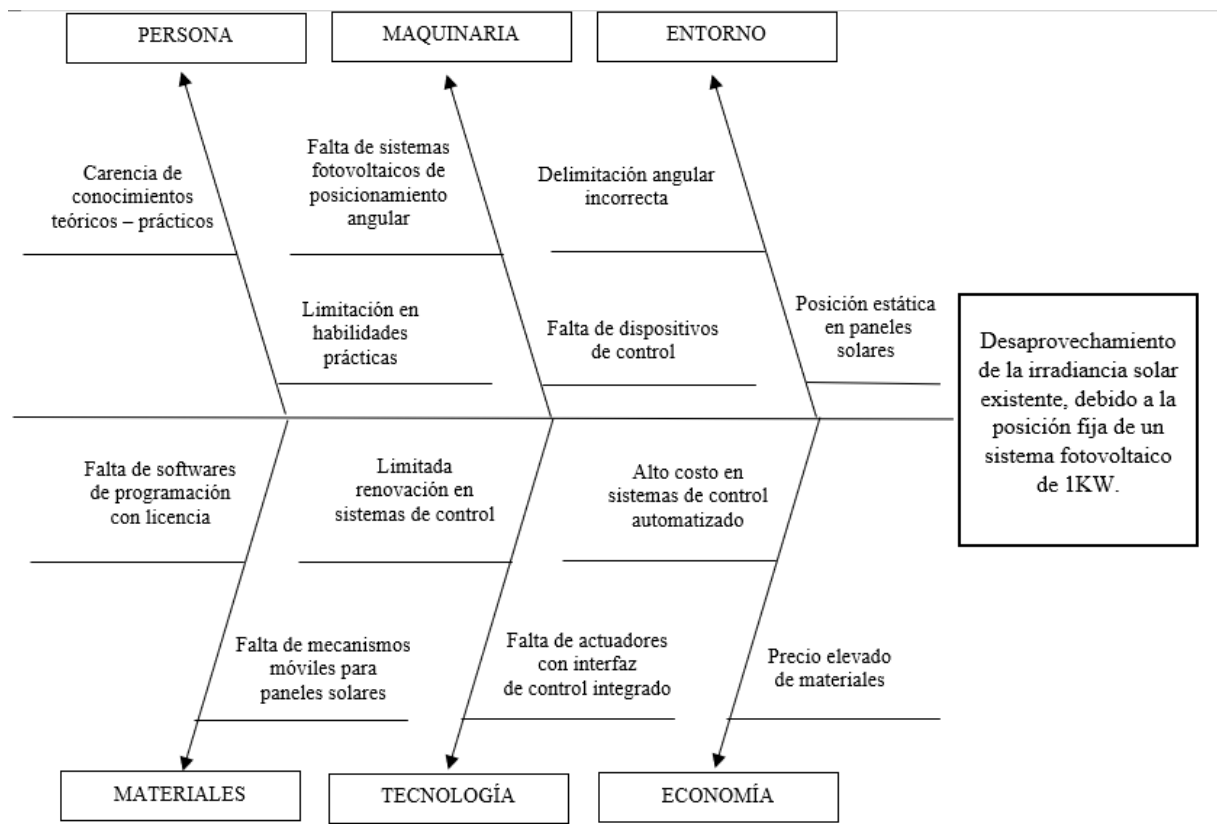 PERSONA
MAQUINARIA
ENTORNO
Carencia de
conocimientos
teóricos – prácticos
Falta de sistemas
fotovoltaicos de
posicionamiento
angular
Delimitación angular
incorrecta
Limitación en
habilidades
prácticas
Falta de dispositivos
de control
Posición estática
en paneles
solares
Desaprovechamiento
de la irradiancia solar
existente, debido a la
posición fija de un
sistema fotovoltaico
de 1KW.
Falta de softwares
de programación
con licencia
Limitada
renovación en
sistemas de control
Alto costo en
sistemas de control
automatizado
Falta de mecanismos
móviles para
paneles solares
Falta de actuadores
con interfaz
de control integrado
Precio elevado
de materiales
MATERIALES
TECNOLOGÍA
ECONOMÍA